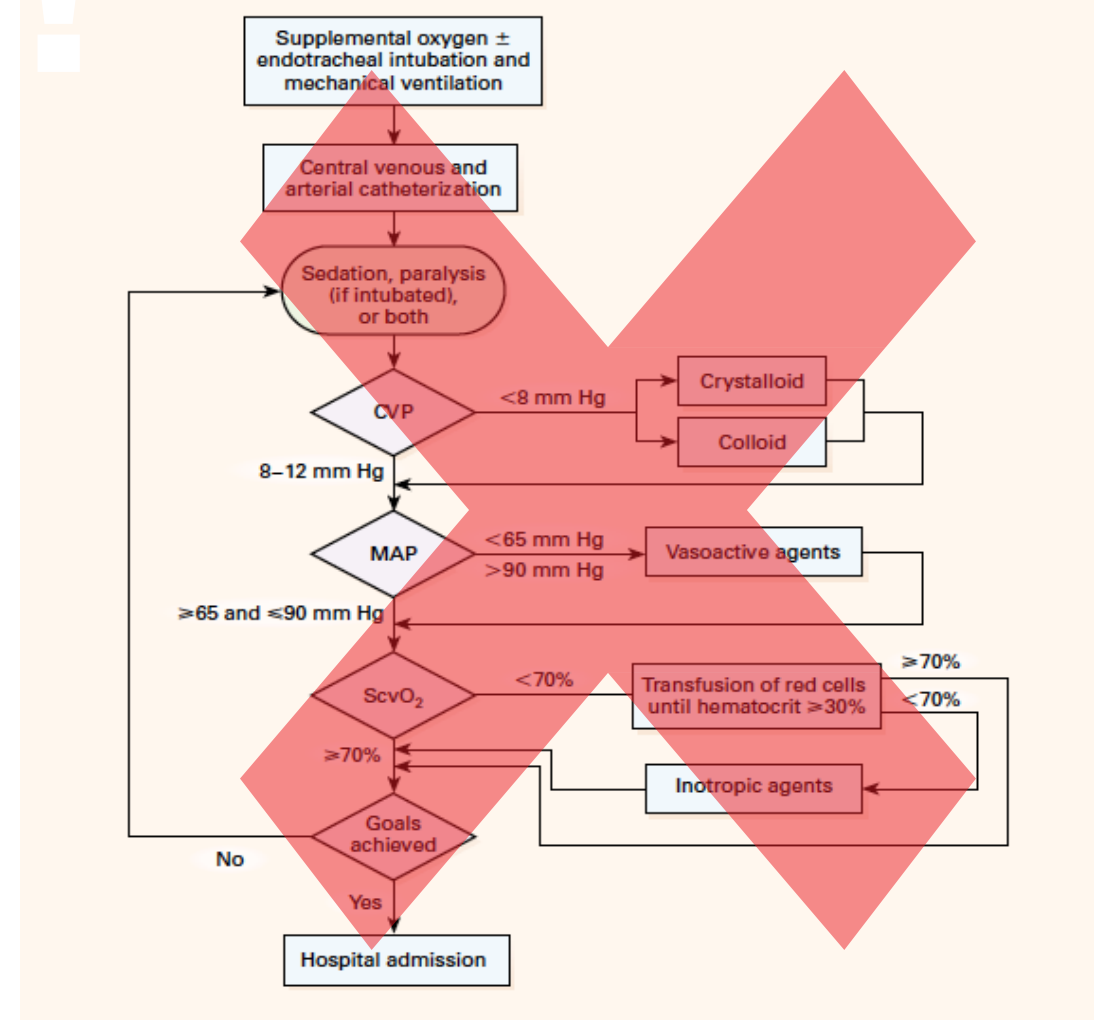 Supplemental oxygen ±
endotracheal intubation and
mechanical ventilation
Central venous and
arterial catheterization
Sedation, paralysis
(if intubated),
or both
CVP
<8 mm Hg
Crystalloid
Colloid
8–12 mm Hg
MAP
<65 mm Hg
>90 mm Hg
Vasoactive agents
≥65 and ≤90 mm Hg
ScvO₂
<70%
Transfusion of red cells
until hematocrit ≥30%
≥70%
<70%
≥70%
Inotropic agents
Goals
achieved
No
Yes
Hospital admission